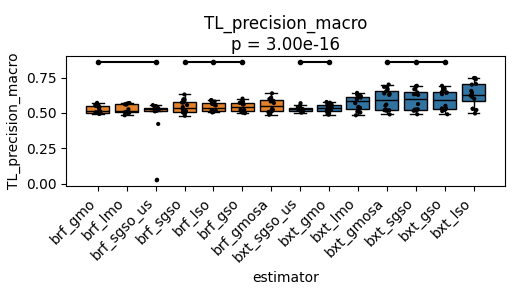 TL_precision_macro
p = 3.00e-16
TL_precision_macro
0.75
0.50
0.25
0.00
brf_gmo
brf_lmo
brf_sgso_us
brf_sgso
brf_lso
brf_gso
brf_gmosa
bxt_sgso_us
bxt_gmo
bxt_lmo
bxt_gmosa
bxt_sgso
bxt_gso
bxt_lso
estimator